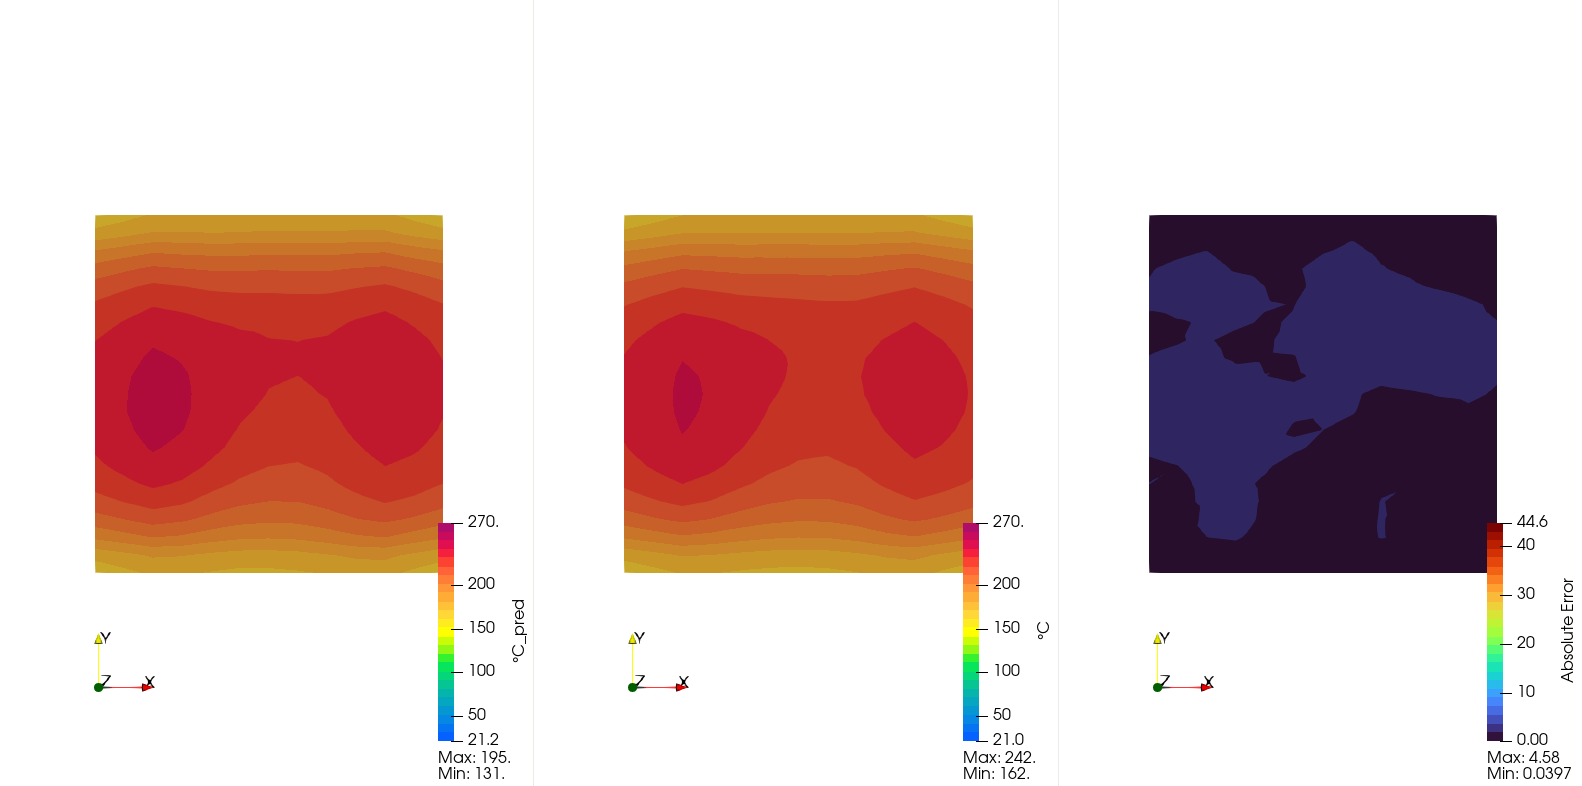 270.
200
150
100
50
21.2
°C_pred
Max: 195.
Min: 131.
Y
Z
X
270.
200
150
100
50
21.0
°C
Max: 242.
Min: 162.
Y
Z
X
44.6
40
30
20
10
0.00
Absolute Error
Max: 4.58
Min: 0.0397
Y
Z
X